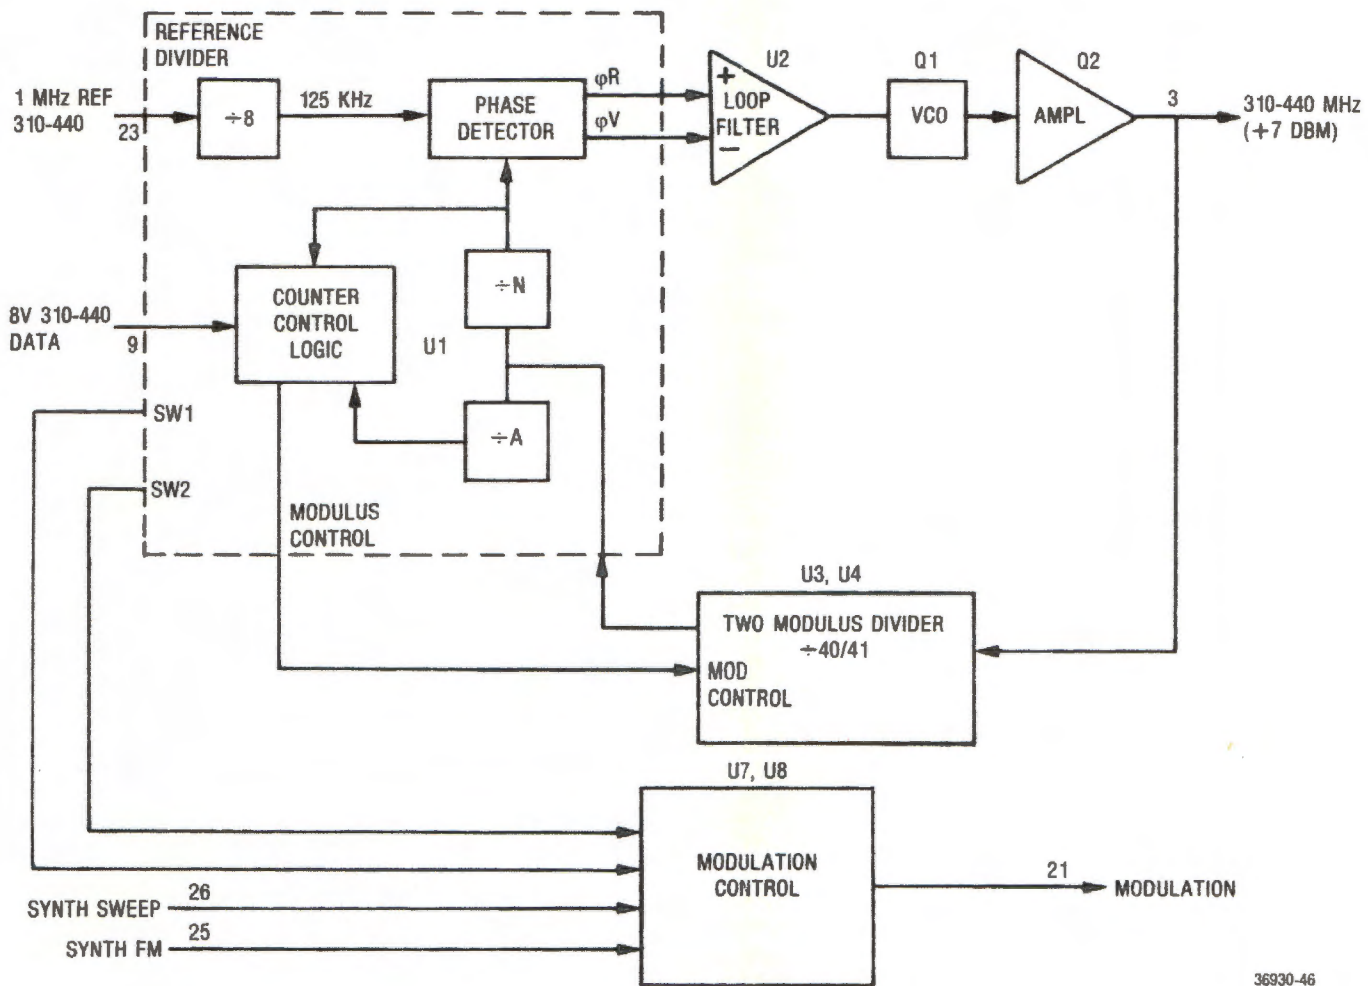 REFERENCE
DIVIDER
1 MHz REF
310-440
23
÷8
125 KHz
PHASE
DETECTOR
φR
φV
U2
+
LOOP
FILTER
−
Q1
VCO
Q2
AMPL
3
310-440 MHz
(+7 DBM)
8V 310-440
DATA
9
COUNTER
CONTROL
LOGIC
U1
÷N
÷A
SW1
SW2
MODULUS
CONTROL
U3, U4
TWO MODULUS DIVIDER
÷40/41
MOD
CONTROL
U7, U8
MODULATION
CONTROL
21
MODULATION
SYNTH SWEEP
26
SYNTH FM
25
36930-46